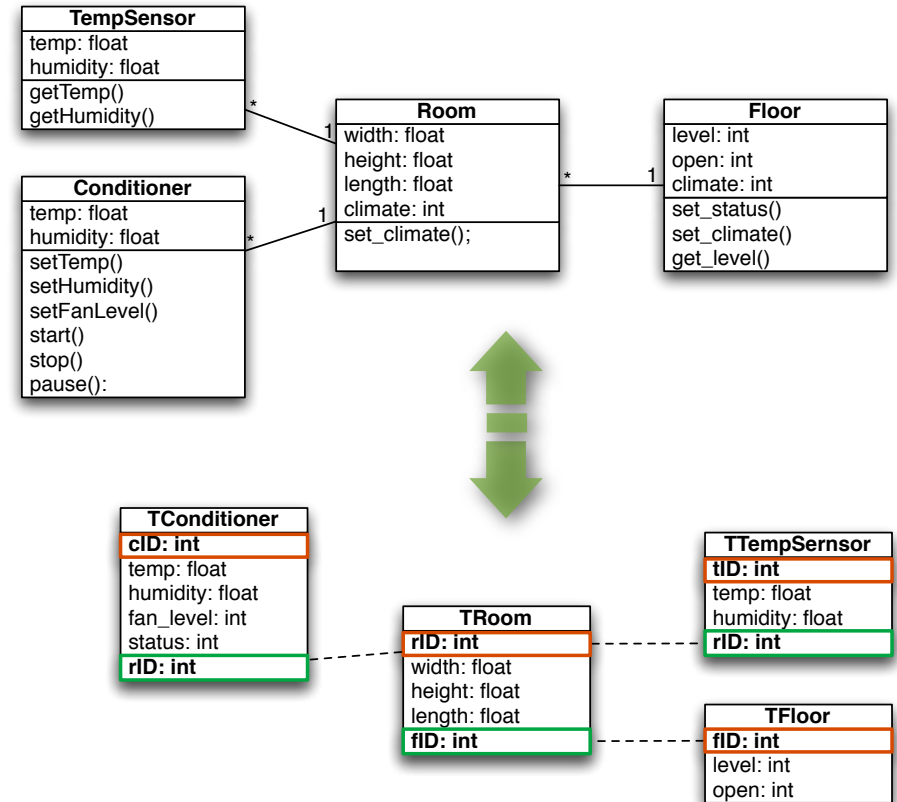 TempSensor
temp: float
humidity: float
getTemp()
getHumidity()
*
1
Conditioner
temp: float
humidity: float
setTemp()
setHumidity()
setFanLevel()
start()
stop()
pause():
*
1
Room
width: float
height: float
length: float
climate: int
set_climate();
*
1
Floor
level: int
open: int
climate: int
set_status()
set_climate()
get_level()
TConditioner
cID: int
temp: float
humidity: float
fan_level: int
status: int
rID: int
TRoom
rID: int
width: float
height: float
length: float
fID: int
TTempSernsor
tID: int
temp: float
humidity: float
rID: int
TFloor
fID: int
level: int
open: int